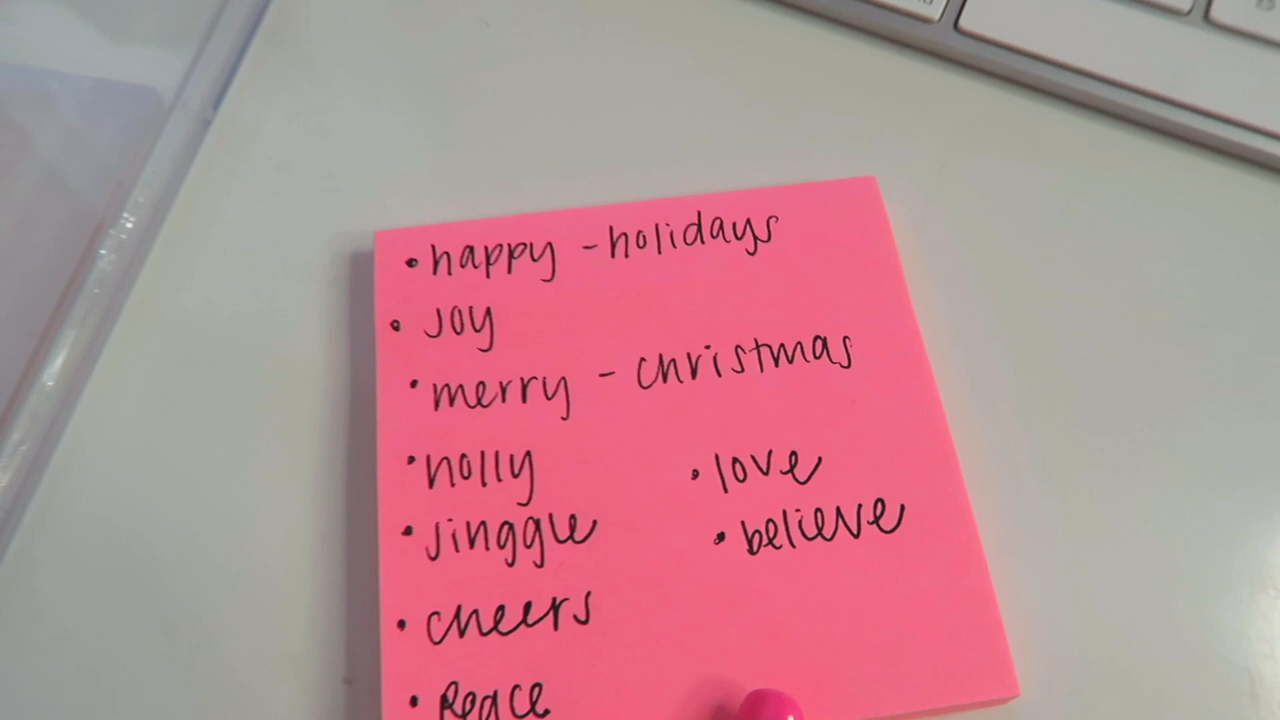 • happy - holidays
• Joy
• merry - christmas
• holly
• Jinggle
• cheers
• Peace
• love
• believe